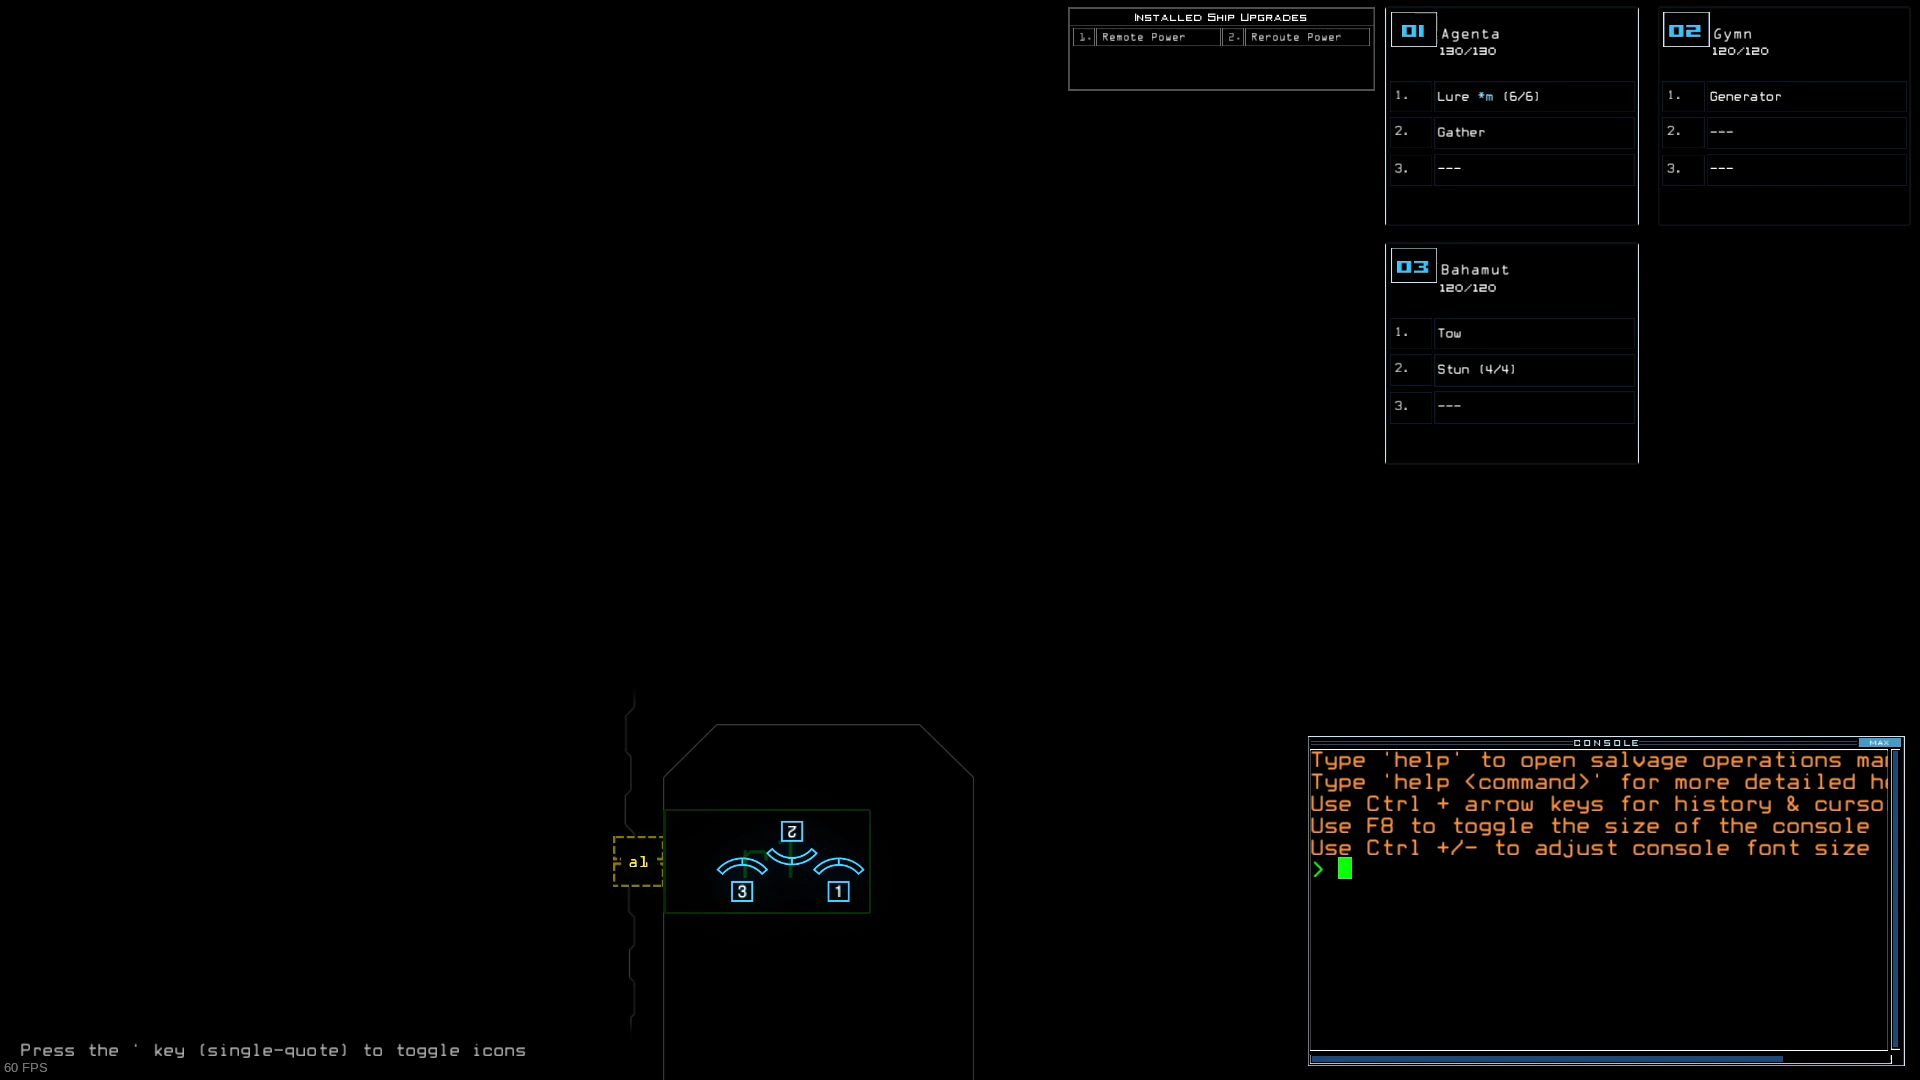 Installed Ship Upgrades
1. Remote Power 2. Reroute Power
01 Agenta
130/130
1. Lure *m (6/6)
2. Gather
3. ---
02 Gymn
120/120
1. Generator
2. ---
3. ---
03 Bahamut
120/120
1. Tow
2. Stun (4/4)
3. ---
2
a1
3
1
CONSOLE
MAX
Type 'help' to open salvage operations
Type 'help <command>' for more detailed
Use Ctrl + arrow keys for history &
Use F8 to toggle the size of the console
Use Ctrl +/- to adjust console font size
>
Press the ' key (single-quote) to toggle icons
60 FPS